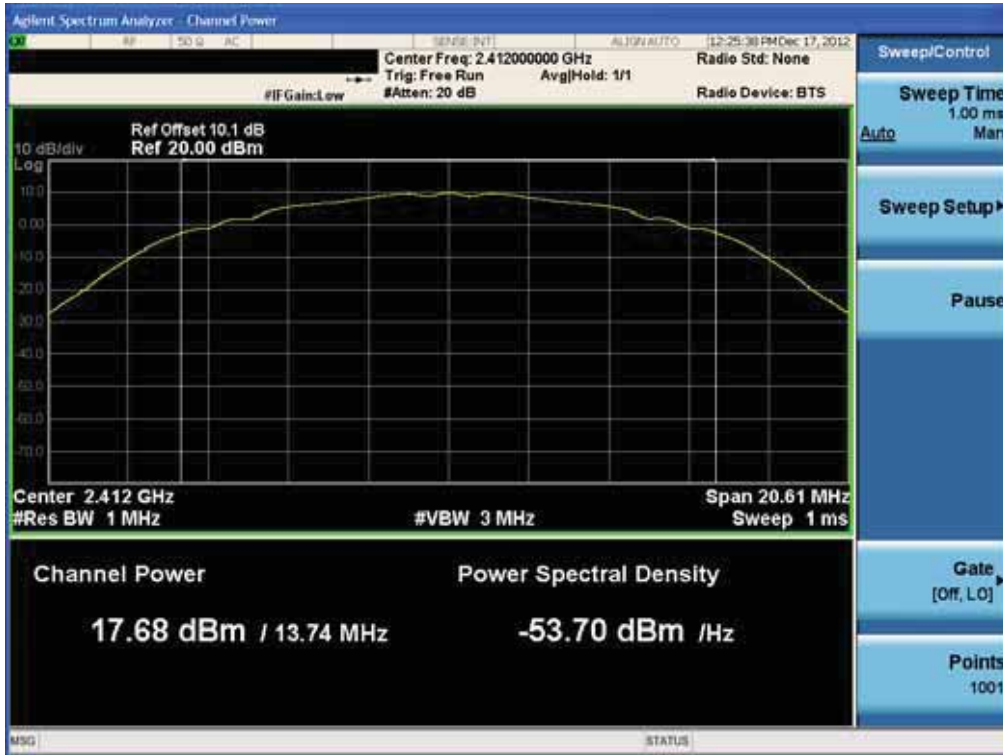 Agilent Spectrum Analyzer - Channel Power
RF 50 Ω AC SENSE:INT ALIGN AUTO 12:25:38 PM Dec 17, 2012
Center Freq: 2.412000000 GHz Radio Std: None
Trig: Free Run Avg|Hold: 1/1
#IFGain:Low #Atten: 20 dB Radio Device: BTS
Ref Offset 10.1 dB
10 dB/div Ref 20.00 dBm
Log
10.0
0.00
-10.0
-20.0
-30.0
-40.0
-50.0
-60.0
-70.0
Center 2.412 GHz Span 20.61 MHz
#Res BW 1 MHz #VBW 3 MHz Sweep 1 ms
Channel Power Power Spectral Density
17.68 dBm / 13.74 MHz -53.70 dBm /Hz
MSG STATUS
Sweep/Control
Sweep Time
1.00 ms
Auto Man
Sweep Setup
Pause
Gate
[Off, LO]
Points
1001